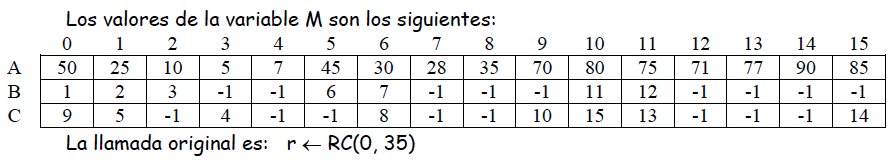 Los valores de la variable M son los siguientes:
0 1 2 3 4 5 6 7 8 9 10 11 12 13 14 15
A 50 25 10 5 7 45 30 28 35 70 80 75 71 77 90 85
B 1 2 3 -1 -1 6 7 -1 -1 -1 11 12 -1 -1 -1 -1
C 9 5 -1 4 -1 -1 8 -1 -1 10 15 13 -1 -1 -1 14
La llamada original es: r ← RC(0, 35)